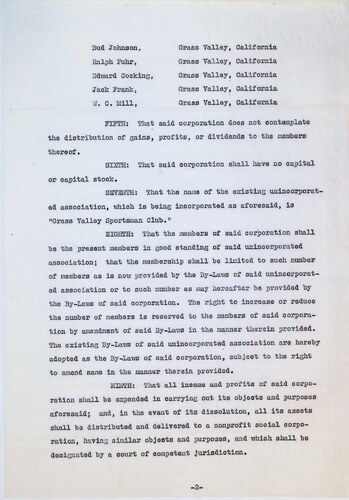 Bud Johnson, Grass Valley, California
Ralph Fuhr, Grass Valley, California
Edward Cocking, Grass Valley, California
Jack Frank, Grass Valley, California
W. C. Mill, Grass Valley, California
FIFTH: That said corporation does not contemplate
the distribution of gains, profits, or dividends to the members
thereof.
SIXTH: That said corporation shall have no capital
or capital stock.
SEVENTH: That the name of the existing unincorporat-
ed association, which is being incorporated as aforesaid, is
"Grass Valley Sportsman Club."
EIGHTH: That the members of said corporation shall
be the present members in good standing of said unincorporated
association; that the membership shall be limited to such number
of members as is now provided by the By-Laws of said unincorporat-
ed association or to such number as may hereafter be provided by
the By-Laws of said corporation. The right to increase or reduce
the number of members is reserved to the members of said corpora-
tion by amendment of said By-Laws in the manner therein provided.
The existing By-Laws of said unincorporated association are hereby
adopted as the By-Laws of said corporation, subject to the right
to amend same in the manner therein provided.
NINTH: That all income and profits of said corpo-
ration shall be expended in carrying out its objects and purposes
aforesaid; and, in the event of its dissolution, all its assets
shall be distributed and delivered to a nonprofit social corpo-
ration, having similar objects and purposes, and which shall be
designated by a court of competent jurisdiction.
-2-